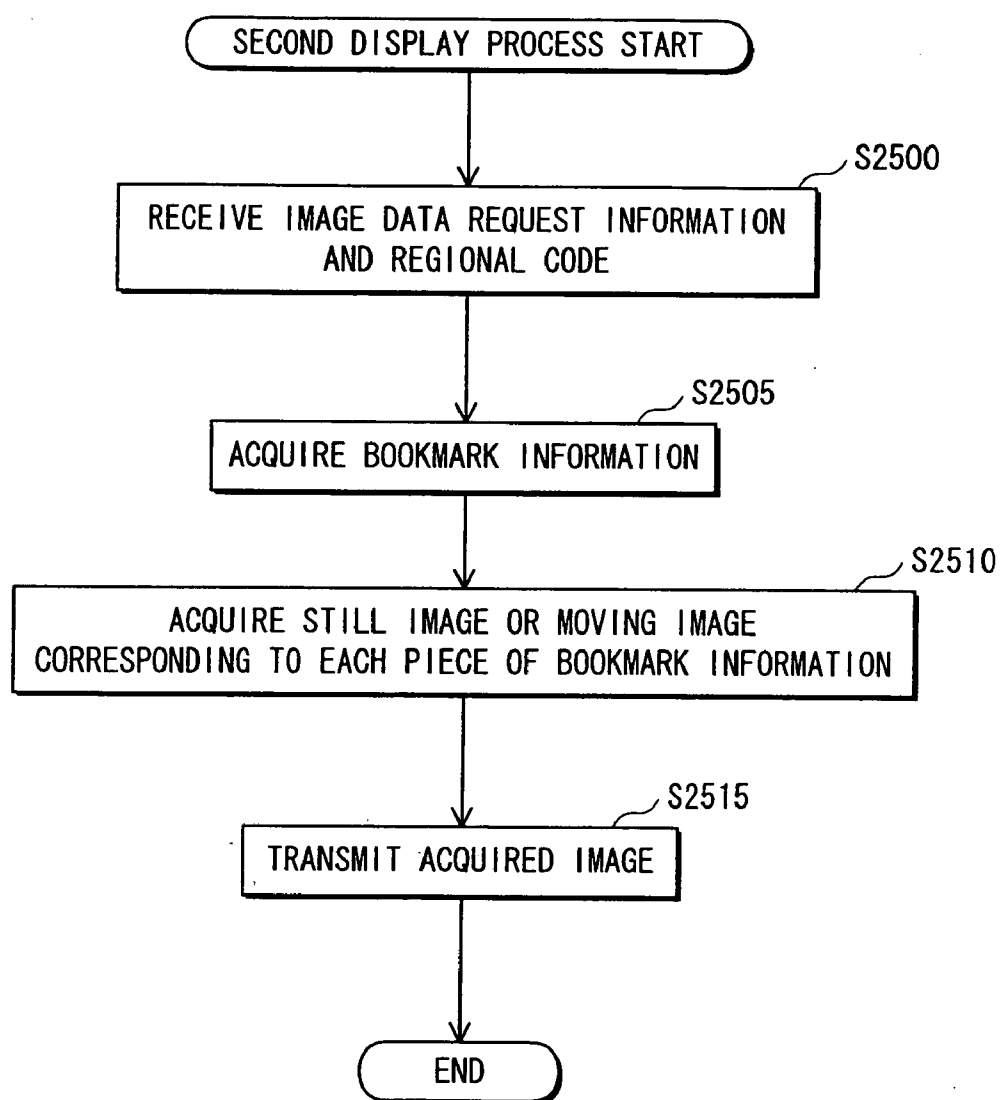 SECOND DISPLAY PROCESS START
S2500
RECEIVE IMAGE DATA REQUEST INFORMATION
AND REGIONAL CODE
S2505
ACQUIRE BOOKMARK INFORMATION
S2510
ACQUIRE STILL IMAGE OR MOVING IMAGE
CORRESPONDING TO EACH PIECE OF BOOKMARK INFORMATION
S2515
TRANSMIT ACQUIRED IMAGE
END